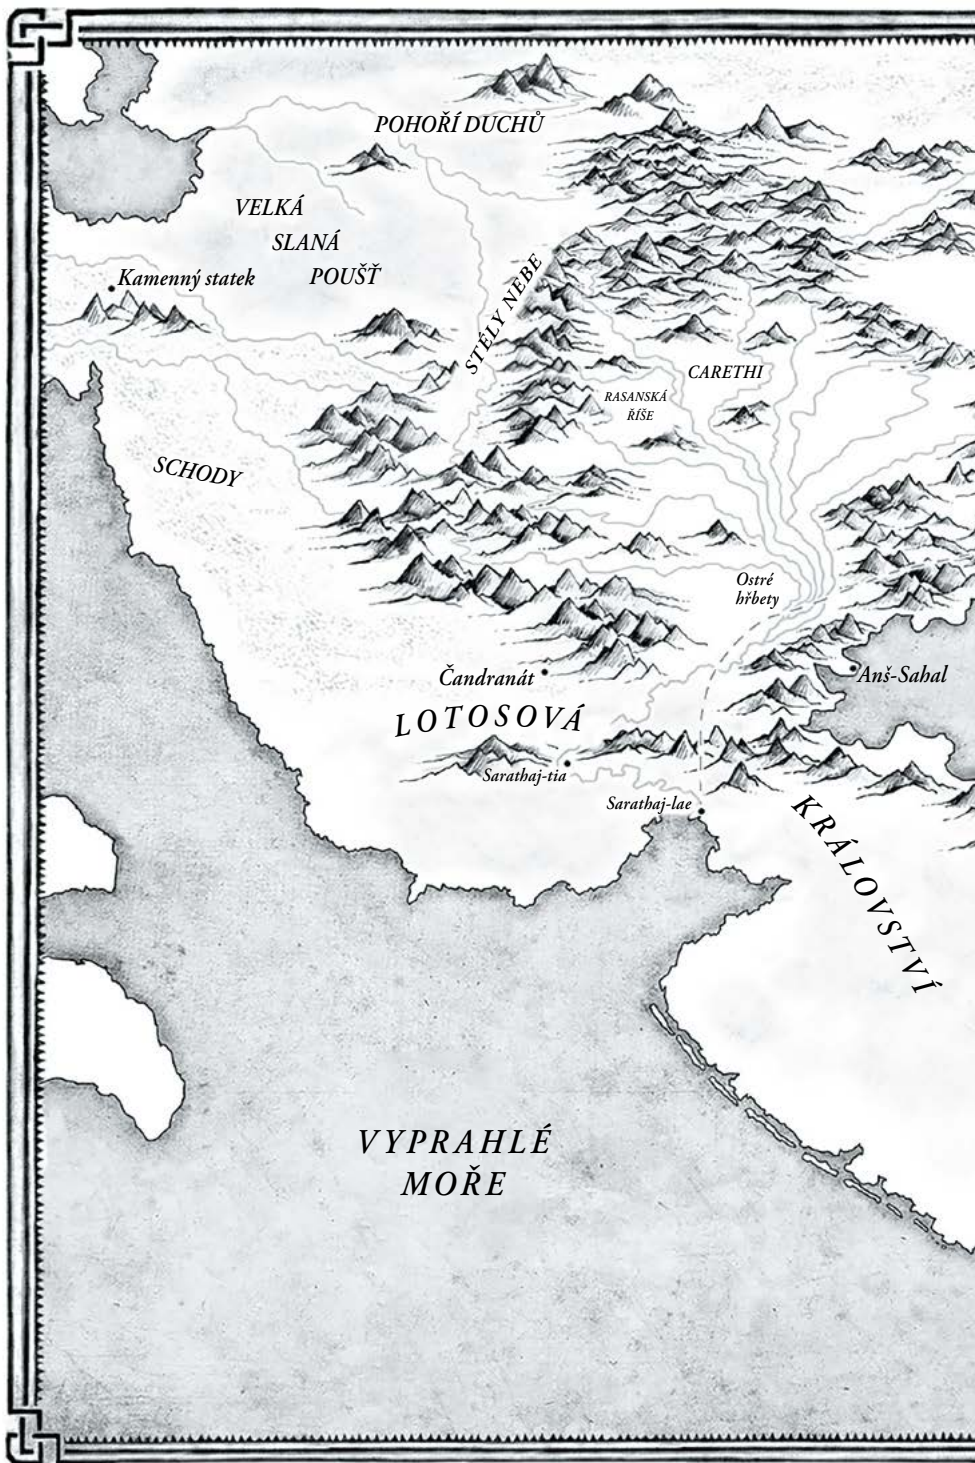 POHOŘÍ DUCHŮ
VELKÁ
SLANÁ
POUŠŤ
Kamenný statek
STÉLY NEBE
CARETHI
RASANSKÁ
ŘÍŠE
SCHODY
Ostré
hřbety
Čandranát
Anš-Sahal
LOTOSOVÁ
Sarathaj-tia
Sarathaj-lae
KRÁLOVSTVÍ
VYPRAHLÉ
MOŘE